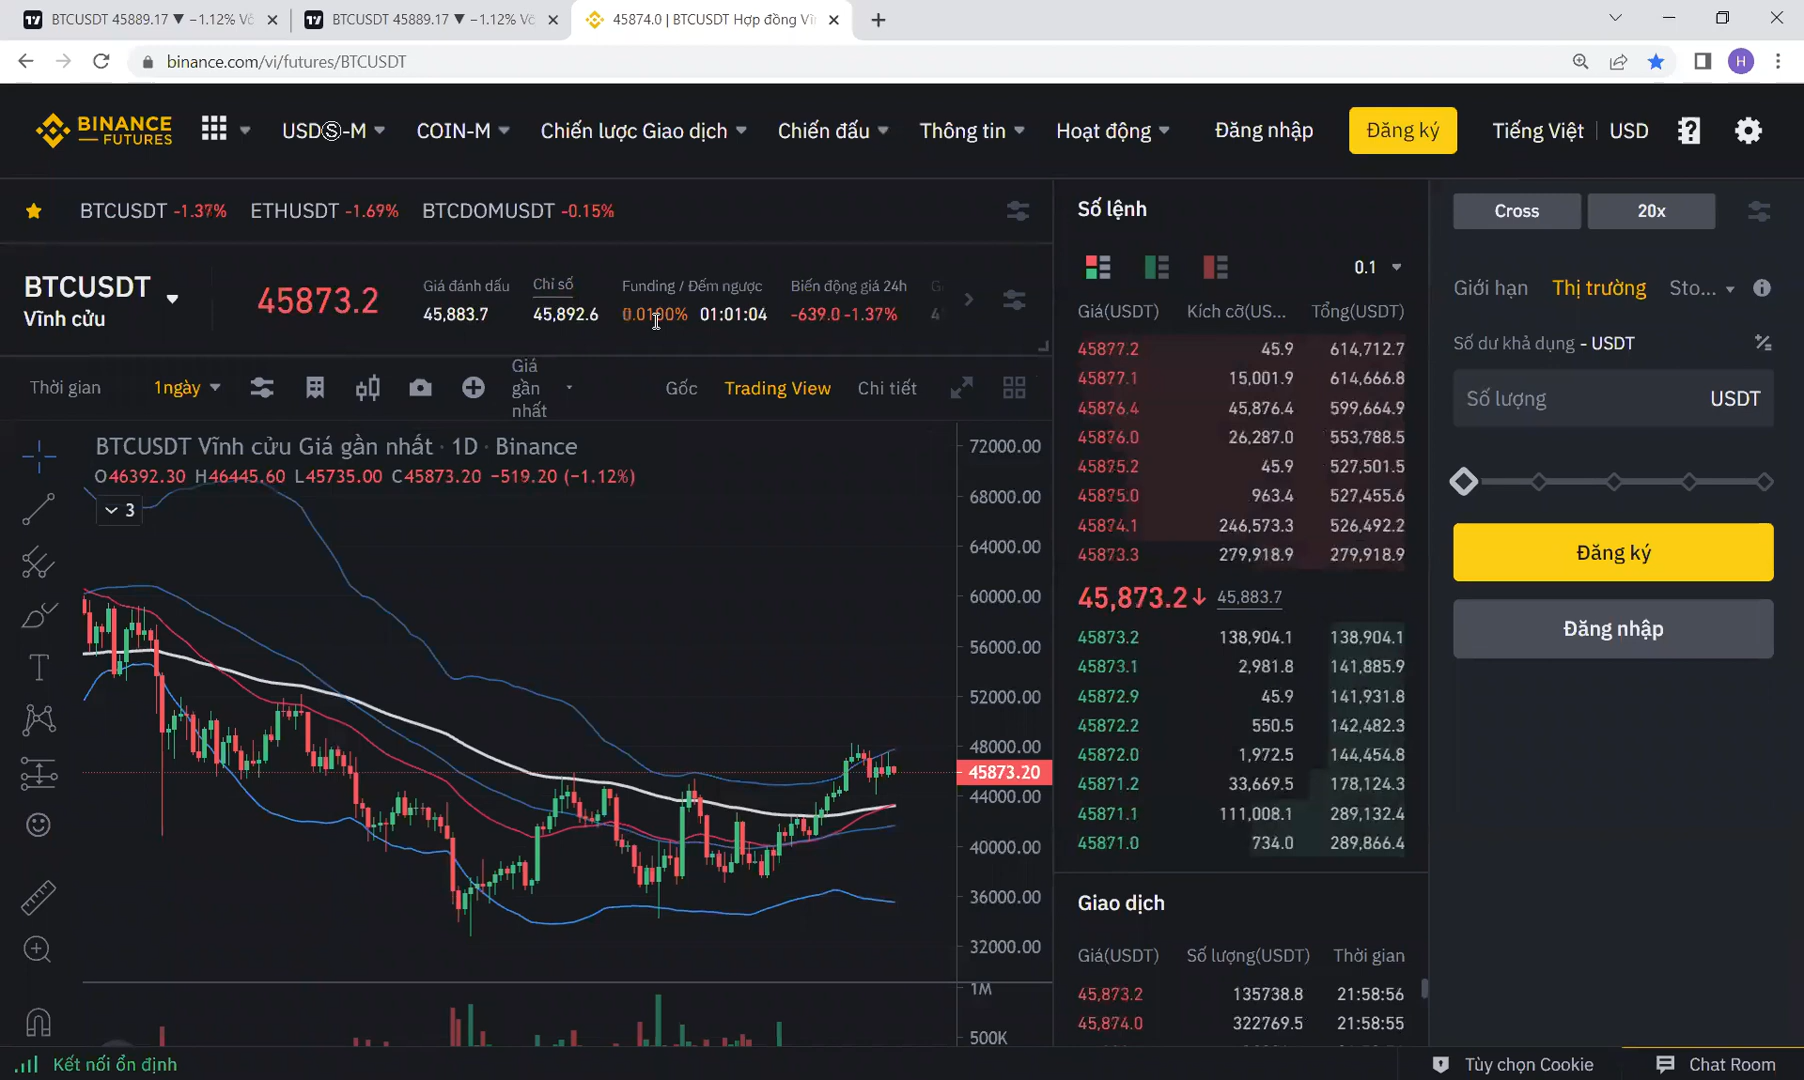 BTCUSDT 45889.17 ▼ −1.12% Vô
BTCUSDT 45889.17 ▼ −1.12% Vô
45874.0 | BTCUSDT Hợp đồng Vĩ
binance.com/vi/futures/BTCUSDT
H
BINANCE
FUTURES
USDⓈ-M
COIN-M
Chiến lược Giao dịch
Chiến đấu
Thông tin
Hoạt động
Đăng nhập
Đăng ký
Tiếng Việt
USD
BTCUSDT -1.37%
ETHUSDT -1.69%
BTCDOMUSDT -0.15%
BTCUSDT
Vĩnh cửu
45873.2
Giá đánh dấu
45,883.7
Chỉ số
45,892.6
Funding / Đếm ngược
0.0100% 01:01:04
Biến động giá 24h
-639.0 -1.37%
Thời gian
1ngày
Giá
gần
nhất
Gốc
Trading View
Chi tiết
BTCUSDT Vĩnh cửu Giá gần nhất · 1D · Binance
O46392.30 H46445.60 L45735.00 C45873.20 −519.20 (−1.12%)
3
72000.00
68000.00
64000.00
60000.00
56000.00
52000.00
48000.00
45873.20
44000.00
40000.00
36000.00
32000.00
1M
500K
Số lệnh
0.1
Giá(USDT) Kích cỡ(US... Tổng(USDT)
45877.2 45.9 614,712.7
45877.1 15,001.9 614,666.8
45876.4 45,876.4 599,664.9
45876.0 26,287.0 553,788.5
45875.2 45.9 527,501.5
45875.0 963.4 527,455.6
45874.1 246,573.3 526,492.2
45873.3 279,918.9 279,918.9
45,873.2↓ 45,883.7
45873.2 138,904.1 138,904.1
45873.1 2,981.8 141,885.9
45872.9 45.9 141,931.8
45872.2 550.5 142,482.3
45872.0 1,972.5 144,454.8
45871.2 33,669.5 178,124.3
45871.1 111,008.1 289,132.4
45871.0 734.0 289,866.4
Giao dịch
Giá(USDT) Số lượng(USDT) Thời gian
45,873.2 135738.8 21:58:56
45,874.0 322769.5 21:58:55
Cross
20x
Giới hạn
Thị trường
Sto...
Số dư khả dụng - USDT
Số lượng
USDT
Đăng ký
Đăng nhập
Kết nối ổn định
Tùy chọn Cookie
Chat Room